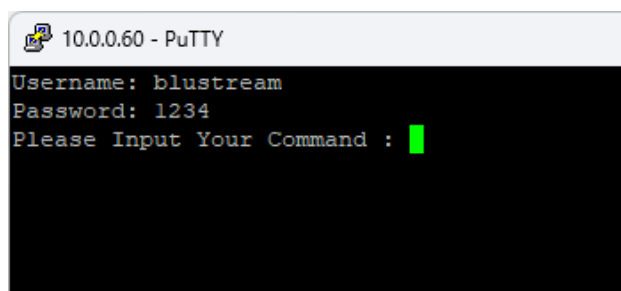 10.0.0.60 - PuTTY
Username: blustream
Password: 1234
Please Input Your Command :